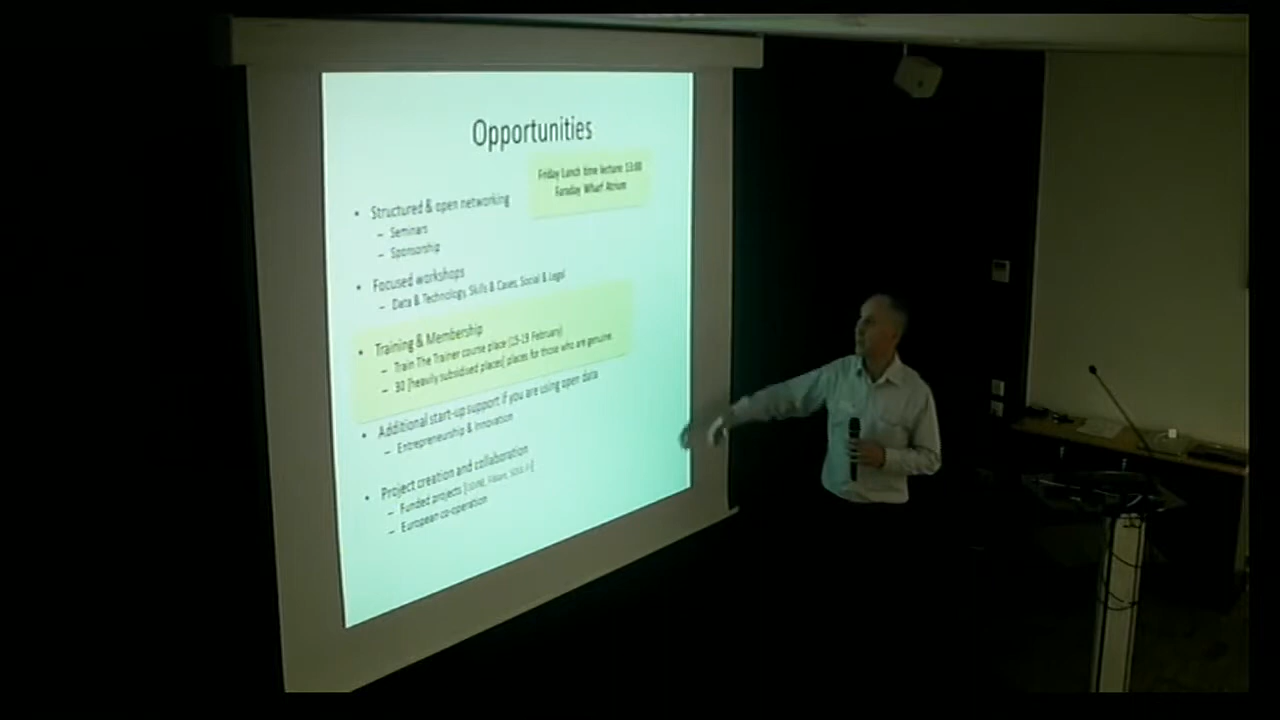 Opportunities
Friday Lunch time lecture 13:00
Faraday Wharf Atrium
• Structured & open networking
– Seminars
– Sponsorship
• Focused workshops
– Data & Technology, Skills & Cases, Social & Legal
• Training & Membership
– Train The Trainer course place (15-19 February)
– 30 [heavily subsidised places] places for those who are genuine.
• Additional start-up support if you are using open data
– Entrepreneurship & Innovation
• Project creation and collaboration
– Funded projects
– European co-operation